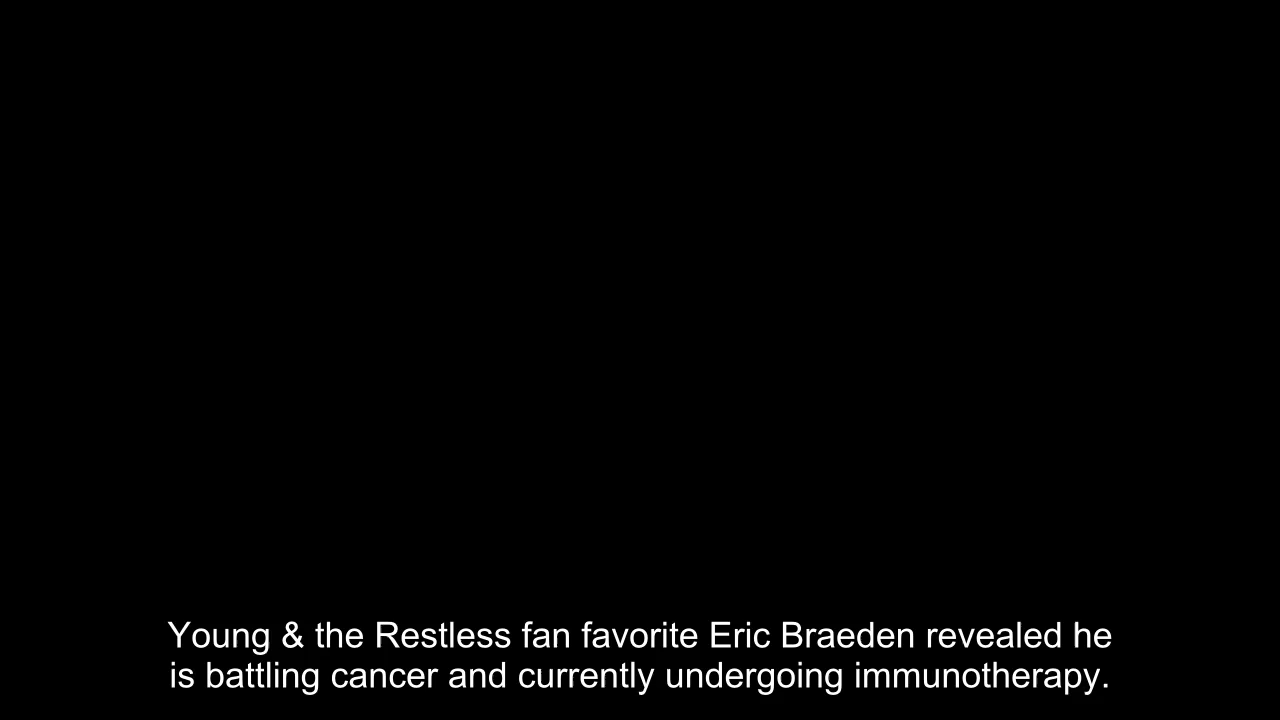 Young & the Restless fan favorite Eric Braeden revealed he
is battling cancer and currently undergoing immunotherapy.